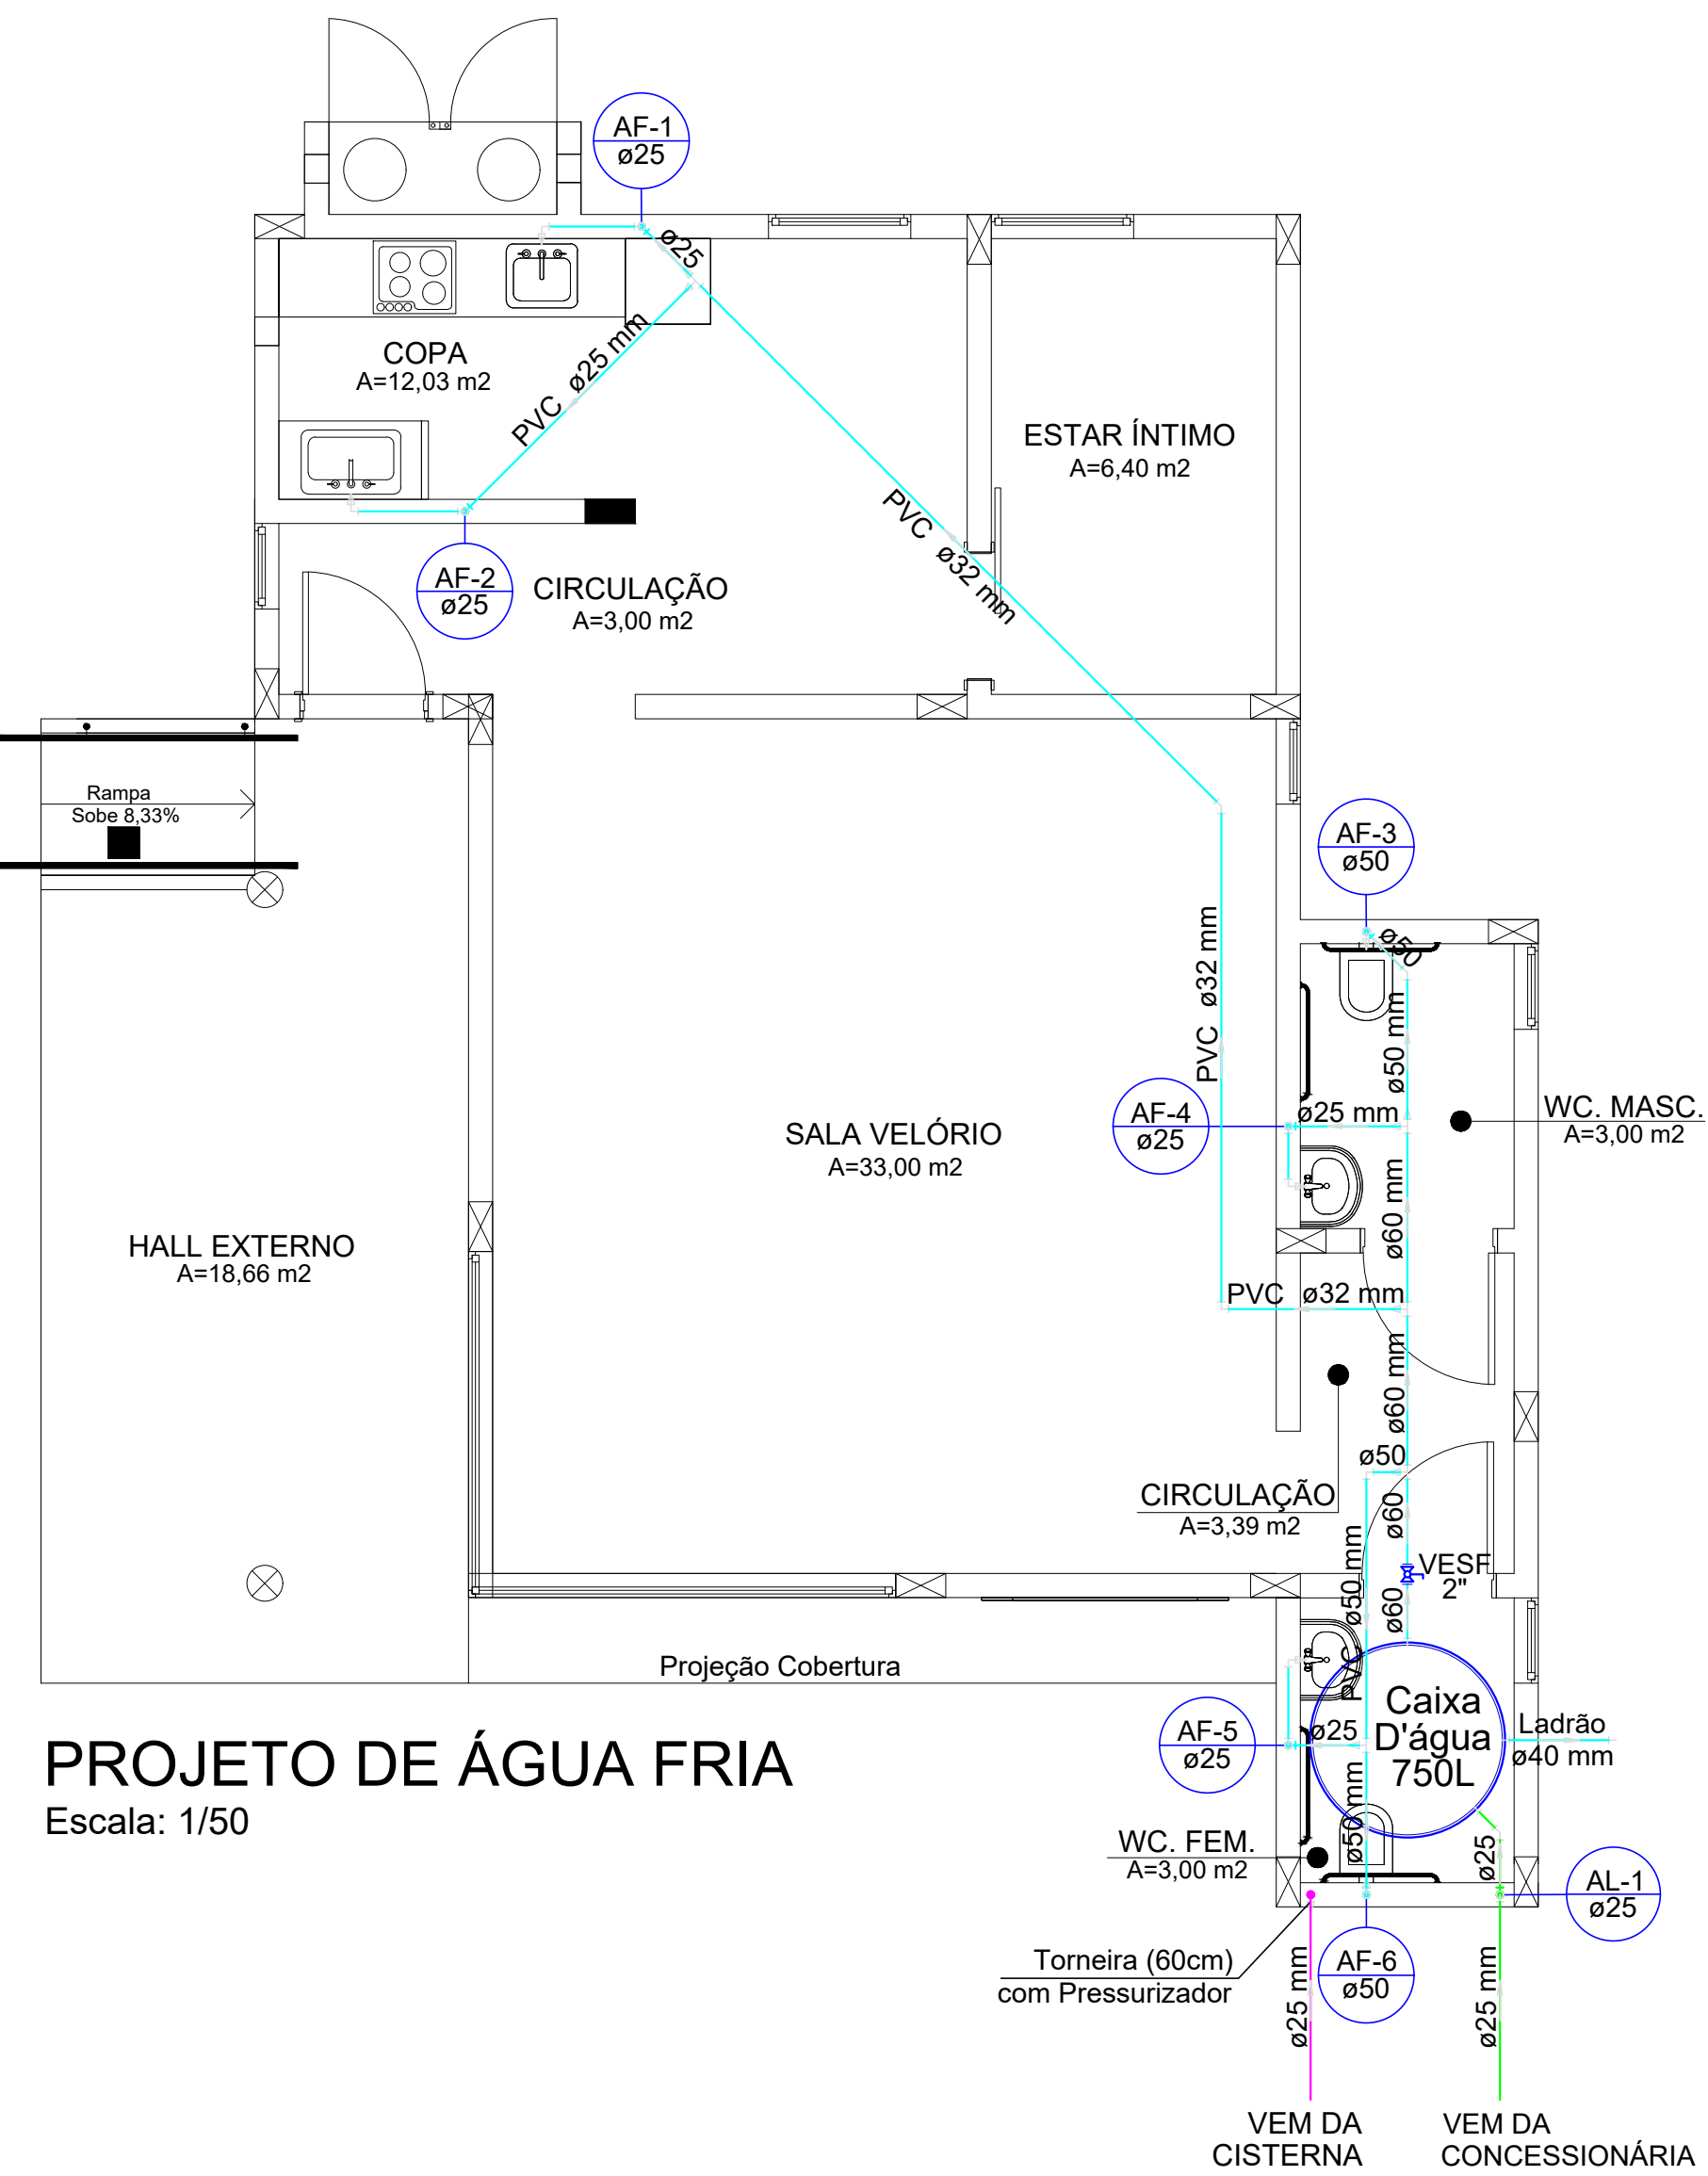 AF-1
ø25
ø25
COPA
A=12,03 m2
PVC ø25 mm
ESTAR ÍNTIMO
A=6,40 m2
PVC ø32 mm
AF-2
ø25
CIRCULAÇÃO
A=3,00 m2
Rampa
Sobe 8,33%
AF-3
ø50
ø50
PVC ø32 mm
ø50 mm
AF-4
ø25
ø25 mm
WC. MASC.
A=3,00 m2
SALA VELÓRIO
A=33,00 m2
ø60 mm
HALL EXTERNO
A=18,66 m2
PVC ø32 mm
ø60 mm
ø50
CIRCULAÇÃO
A=3,39 m2
ø60
PVC ø50 mm
VESF
2"
ø60
Projeção Cobertura
Caixa
D'água
750L
Ladrão
ø40 mm
AF-5
ø25
ø25
PROJETO DE ÁGUA FRIA
Escala: 1/50
ø50 mm
WC. FEM.
A=3,00 m2
ø25
AL-1
ø25
Torneira (60cm)
com Pressurizador
AF-6
ø50
ø25 mm
ø25 mm
VEM DA
CISTERNA
VEM DA
CONCESSIONÁRIA